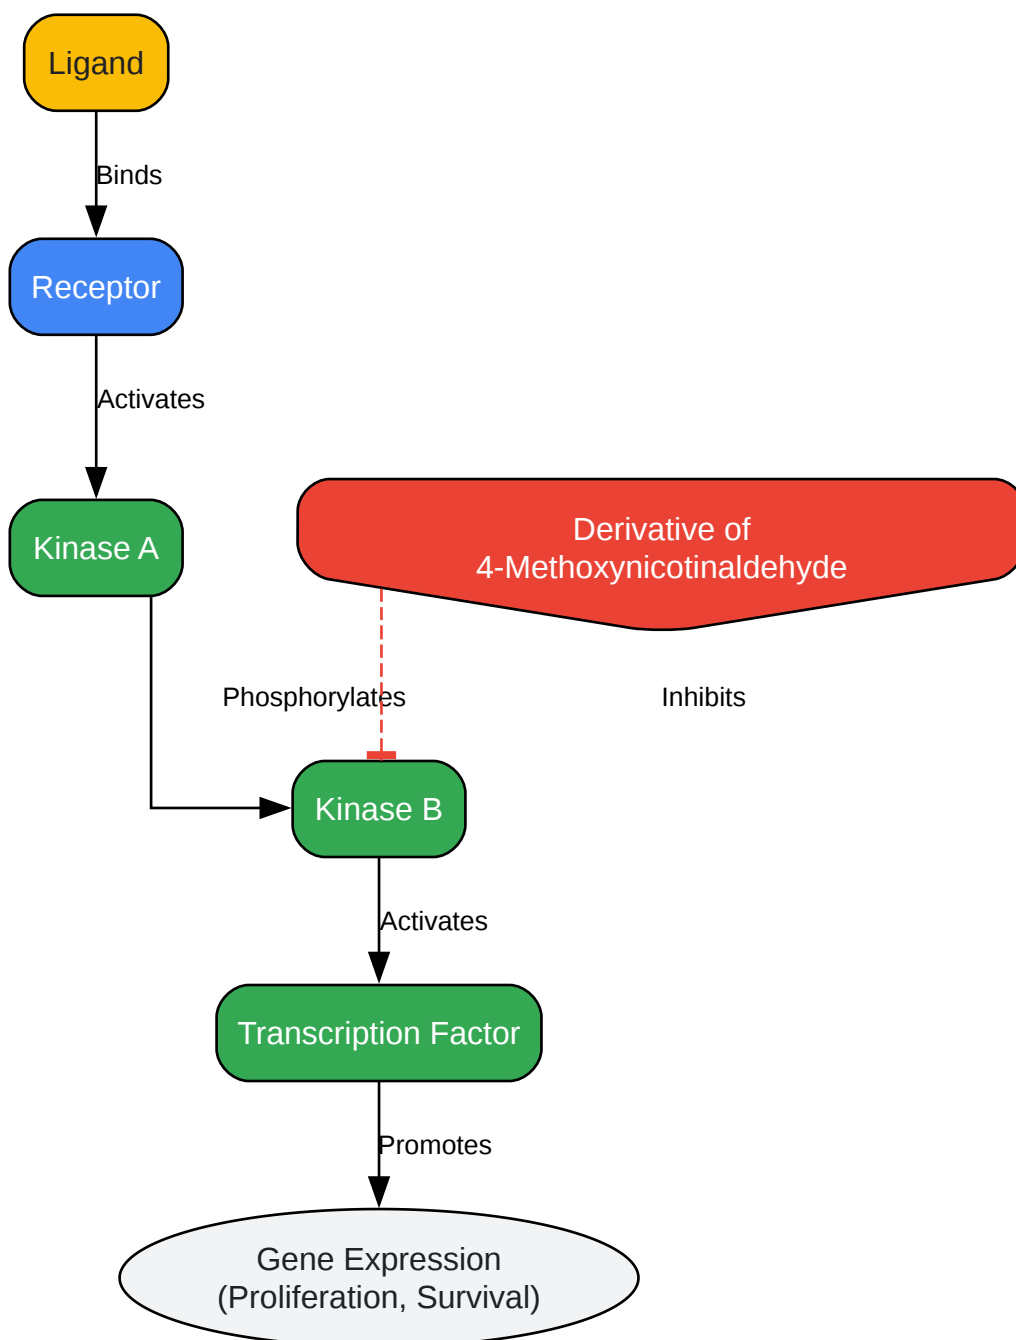 Ligand
Binds
Receptor
Activates
Kinase A
Derivative of
4-Methoxynicotinaldehyde
Phosphorylates
Inhibits
Kinase B
Activates
Transcription Factor
Promotes
Gene Expression
(Proliferation, Survival)